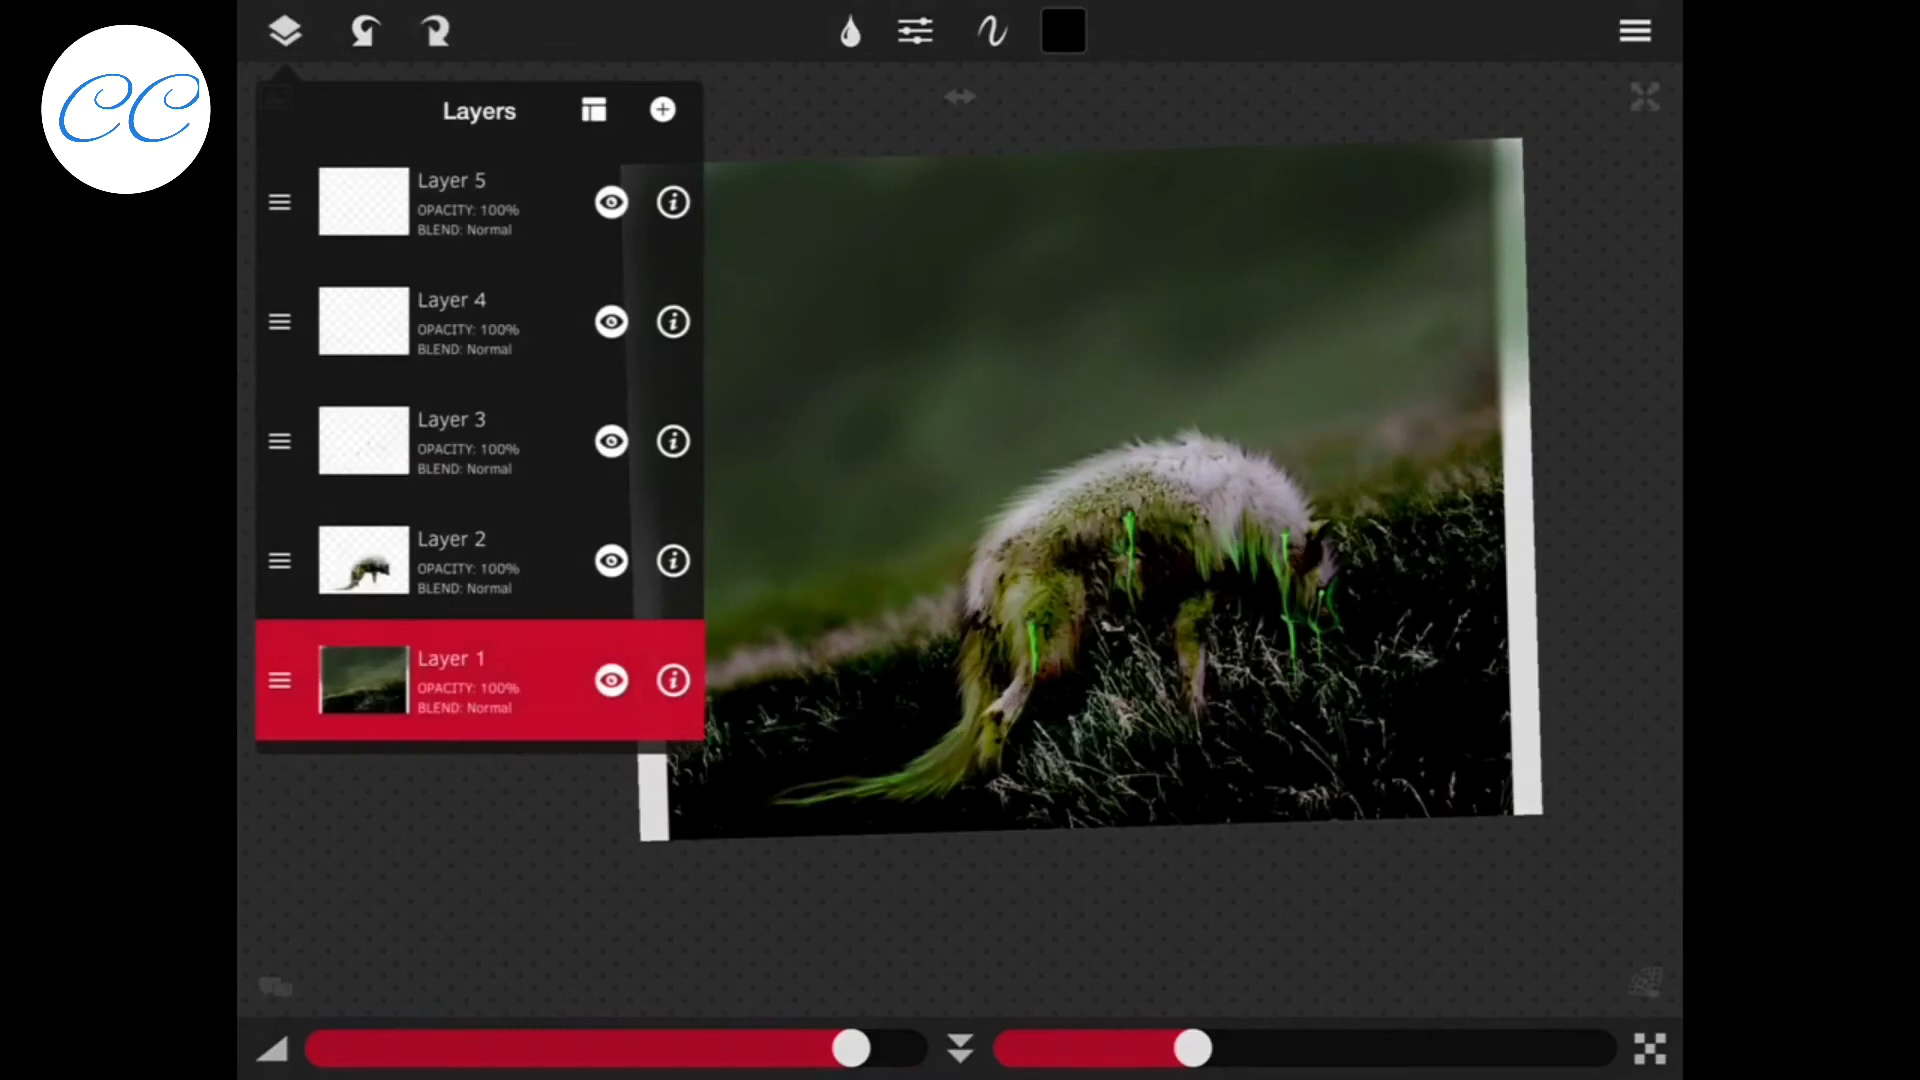 CC
Layers
Layer 5
OPACITY: 100%
BLEND: Normal
Layer 4
OPACITY: 100%
BLEND: Normal
Layer 3
OPACITY: 100%
BLEND: Normal
Layer 2
OPACITY: 100%
BLEND: Normal
Layer 1
OPACITY: 100%
BLEND: Normal